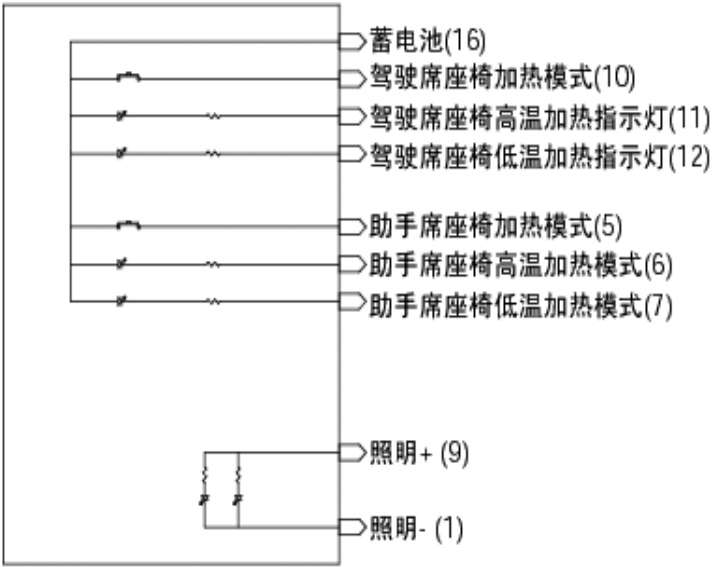 蓄电池(16)
驾驶席座椅加热模式(10)
驾驶席座椅高温加热指示灯(11)
驾驶席座椅低温加热指示灯(12)
助手席座椅加热模式(5)
助手席座椅高温加热模式(6)
助手席座椅低温加热模式(7)
照明+ (9)
照明- (1)